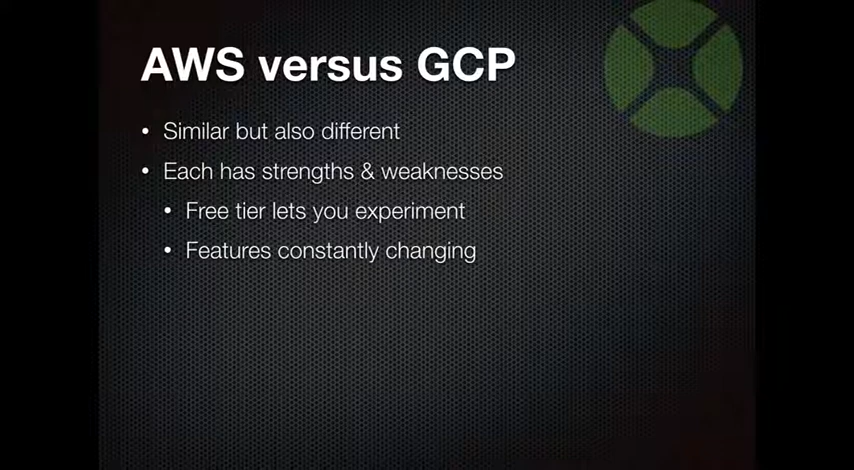 AWS versus GCP
• Similar but also different
• Each has strengths & weaknesses
• Free tier lets you experiment
• Features constantly changing